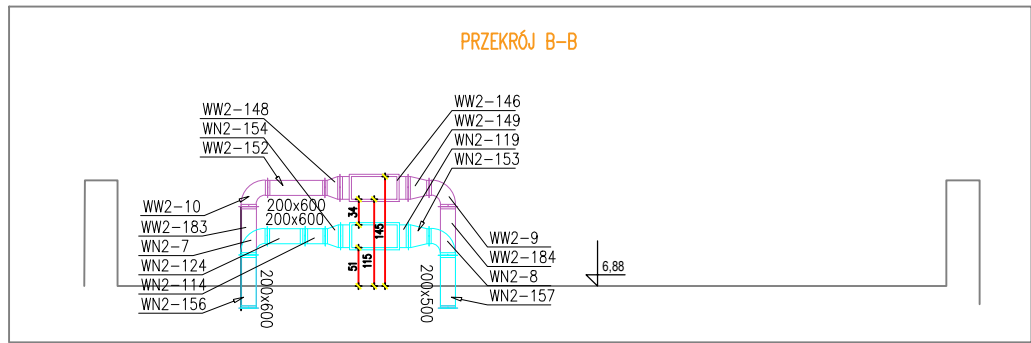 PRZEKRÓJ B-B
WW2-148
WN2-154
WW2-152
WW2-146
WW2-149
WN2-119
WN2-153
WW2-10
WW2-183
WN2-7
WN2-124
WN2-114
WN2-156
200x600
200x600
200x600
34
51
115
145
200x500
WW2-9
WW2-184
WN2-8
WN2-157
6,88